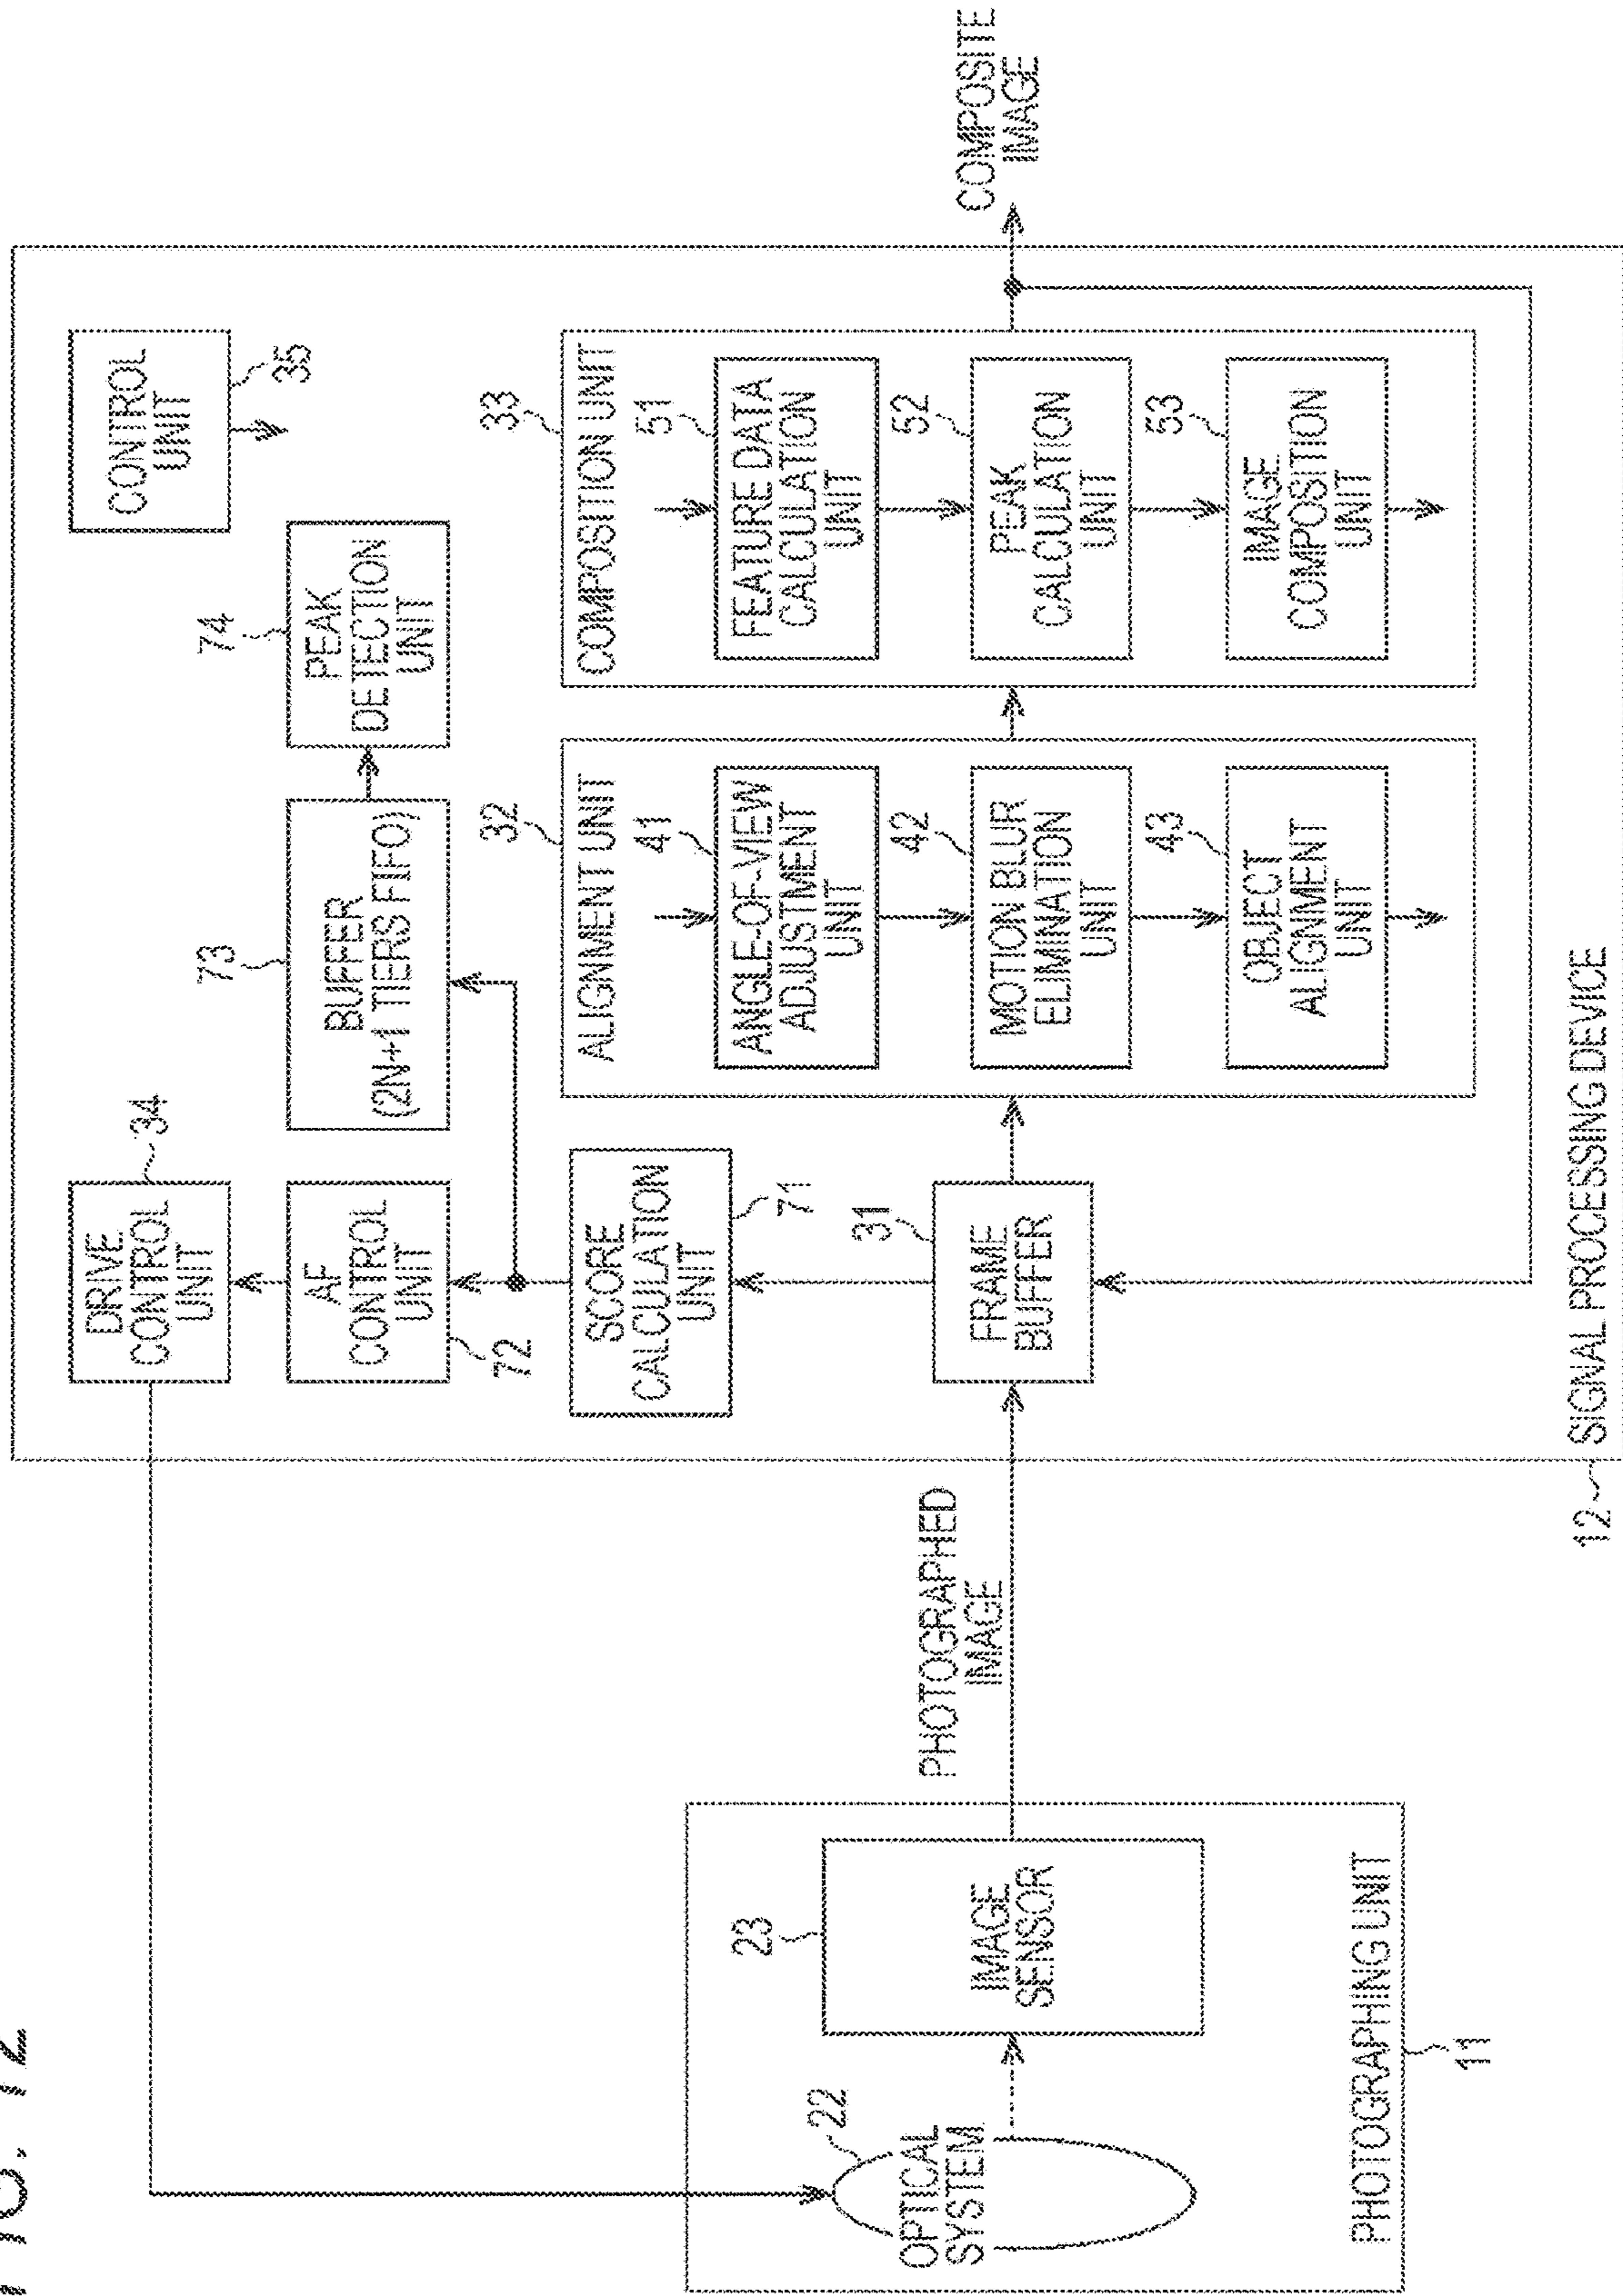 FIG. 12
DRIVE
CONTROL
UNIT
34
CONTROL
UNIT
35
AF
CONTROL
UNIT
72
BUFFER
(2N+1 TIERS FIFO)
73
PEAK
DETECTION
UNIT
74
SCORE
CALCULATION
UNIT
71
ALIGNMENT UNIT
32
ANGLE-OF-VIEW
ADJUSTMENT
UNIT
41
MOTION BLUR
ELIMINATION
UNIT
42
OBJECT
ALIGNMENT
UNIT
43
COMPOSITION UNIT
33
FEATURE DATA
CALCULATION
UNIT
51
PEAK
CALCULATION
UNIT
52
IMAGE
COMPOSITION
UNIT
53
COMPOSITE
IMAGE
FRAME
BUFFER
31
PHOTOGRAPHED
IMAGE
OPTICAL
SYSTEM
22
IMAGE
SENSOR
23
PHOTOGRAPHING UNIT
11
12
SIGNAL PROCESSING DEVICE